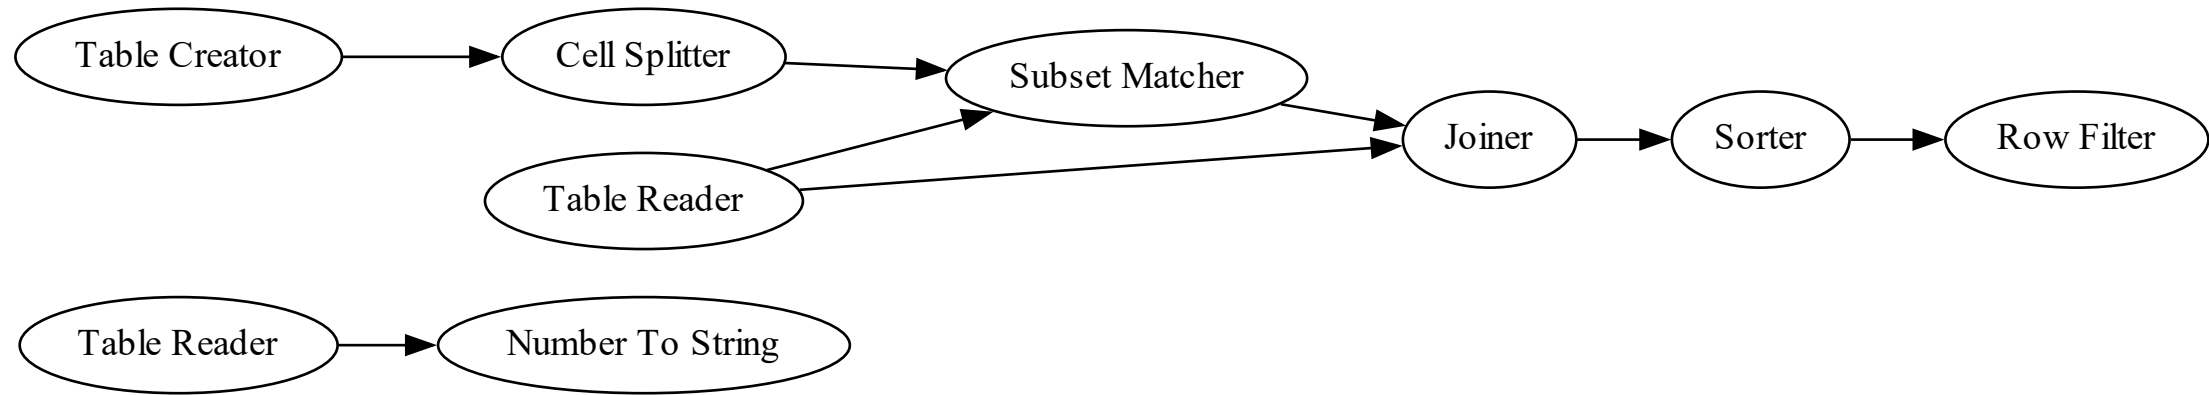 Table Creator
Cell Splitter
Subset Matcher
Table Reader
Joiner
Sorter
Row Filter
Table Reader
Number To String